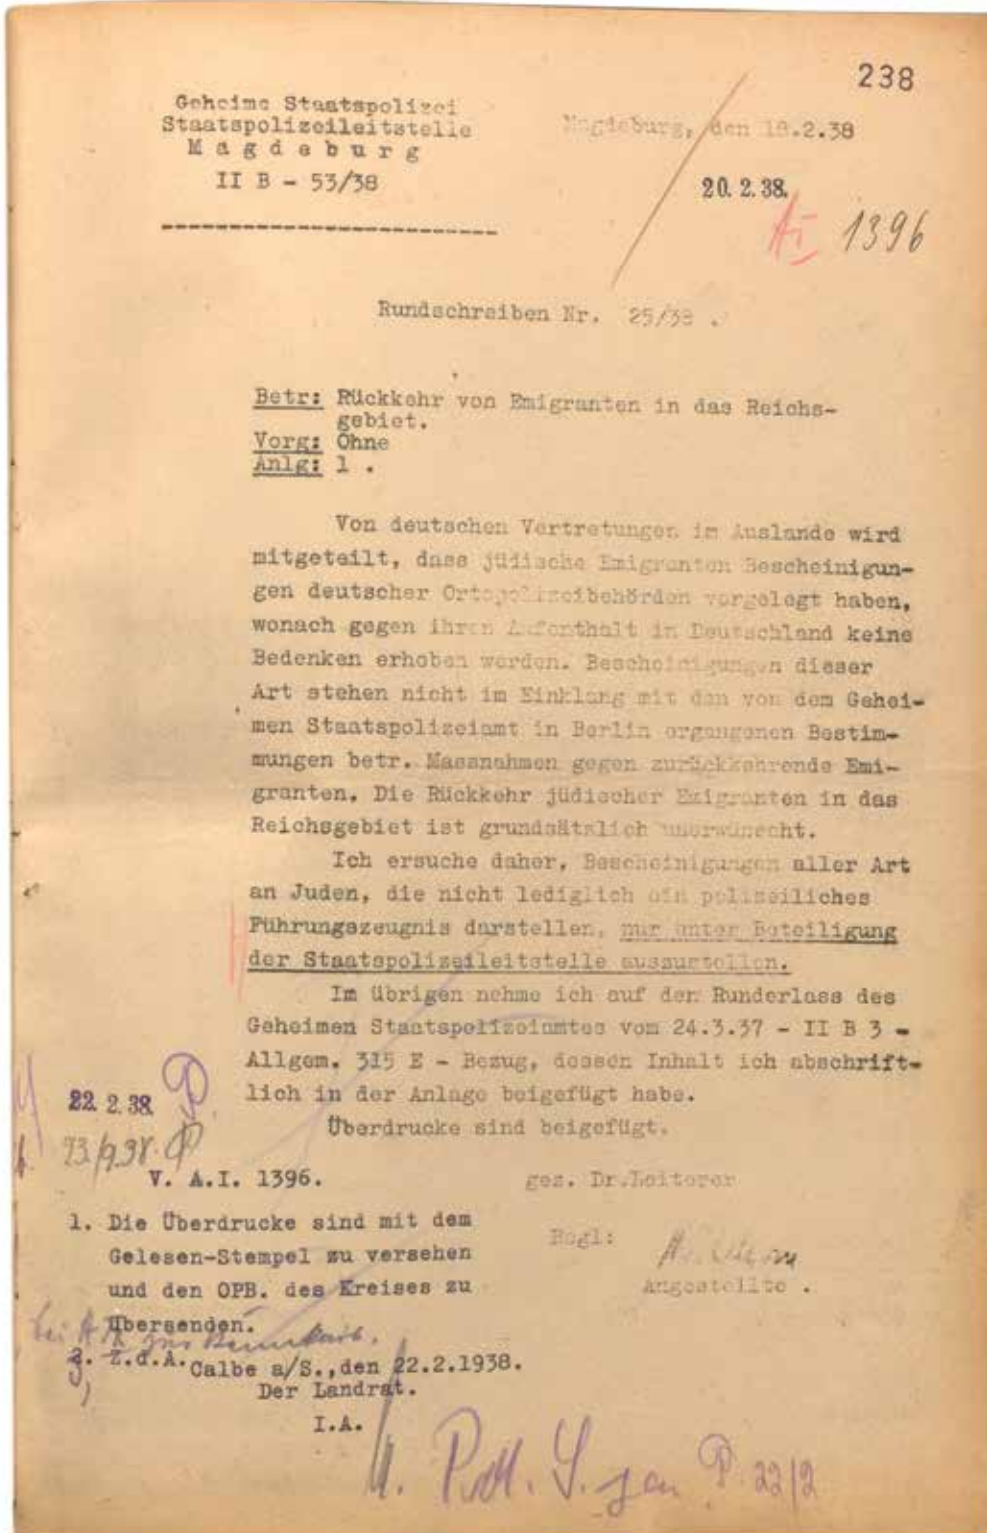 238
Geheime Staatspolizei
Staatspolizeileitstelle
Magdeburg
II B - 53/38
Magdeburg, den 18.2.38
20. 2. 38.
A I 1396
Rundschreiben Nr. 25/38 .
Betr: Rückkehr von Emigranten in das Reichs-
gebiet.
Vorg: Ohne
Anlg: 1 .
Von deutschen Vertretungen im Auslande wird
mitgeteilt, dass jüdische Emigranten Bescheinigun-
gen deutscher Ortspolizeibehörden vorgelegt haben,
wonach gegen ihren Aufenthalt in Deutschland keine
Bedenken erhoben werden. Bescheinigungen dieser
Art stehen nicht im Einklang mit den von dem Gehei-
men Staatspolizeiamt in Berlin ergangenen Bestim-
mungen betr. Massnahmen gegen zurückkehrende Emi-
granten. Die Rückkehr jüdischer Emigranten in das
Reichsgebiet ist grundsätzlich unerwünscht.
Ich ersuche daher, Bescheinigungen aller Art
an Juden, die nicht lediglich ein polizeiliches
Führungszeugnis darstellen, nur unter Beteiligung
der Staatspolizeileitstelle auszustellen.
Im übrigen nehme ich auf den Runderlass des
Geheimen Staatspolizeiamtes vom 24.3.37 - II B 3 -
Allgem. 315 E - Bezug, dessen Inhalt ich abschrift-
lich in der Anlage beigefügt habe.
Überdrucke sind beigefügt.
22. 2. 38.
V. A.I. 1396.
gez. Dr.Leiterer
1. Die Überdrucke sind mit dem
Gelesen-Stempel zu versehen
und den OPB. des Kreises zu
übersenden.
Begl:
Angestellte .
z.d.A.
Calbe a/S.,den 22.2.1938.
Der Landrat.
I.A.
22/2